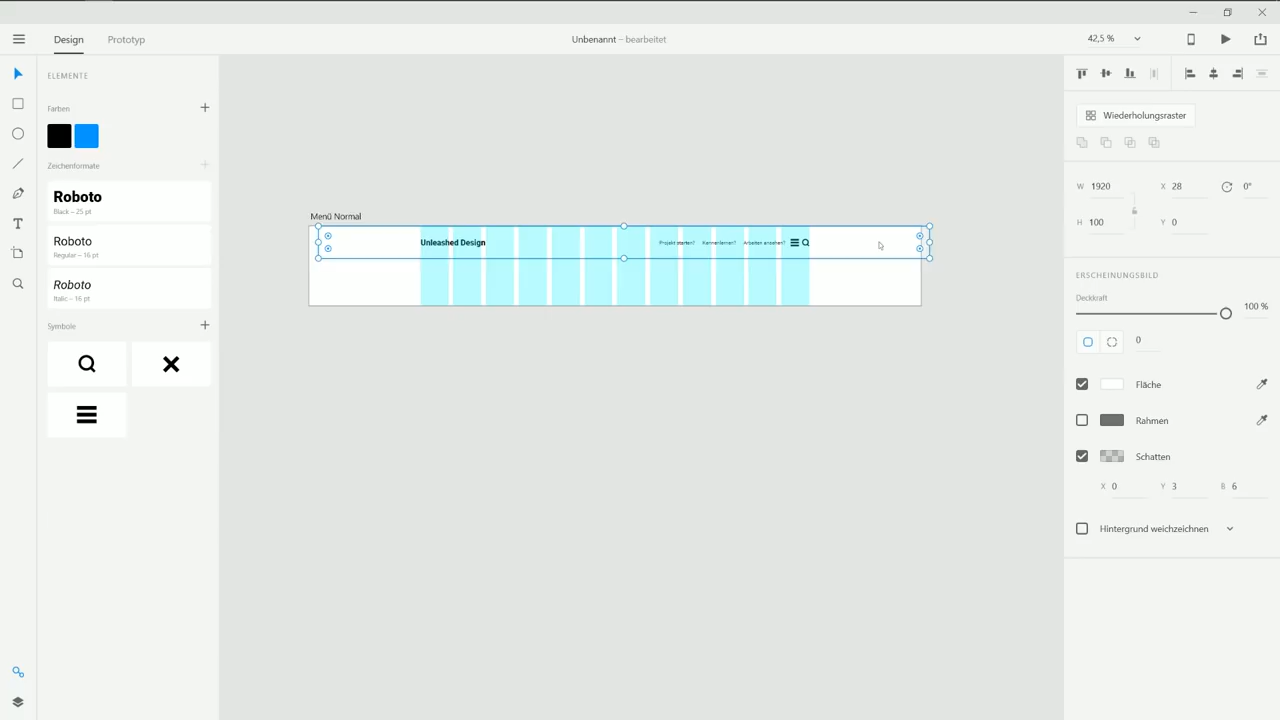 Design
Prototyp
Unbenannt – bearbeitet
42,5 %
ELEMENTE
Farben
Zeichenformate
Roboto
Black – 25 pt
Roboto
Regular – 16 pt
Roboto
Italic – 16 pt
Symbole
Menü Normal
Unleashed Design
Projekt starten?
Kennenlernen?
Arbeiten ansehen?
Wiederholungsraster
W 1920
X 28
0°
H 100
Y 0
ERSCHEINUNGSBILD
Deckkraft
100 %
0
Fläche
Rahmen
Schatten
X 0
Y 3
B 6
Hintergrund weichzeichnen